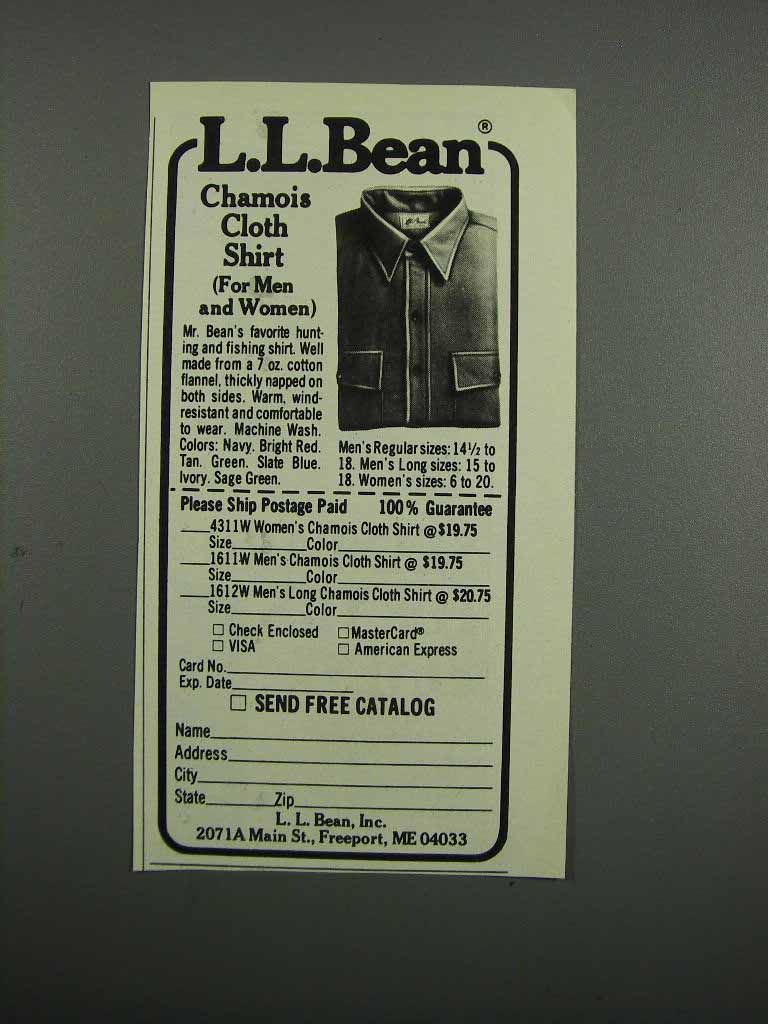 L.L.Bean®
Chamois
Cloth
Shirt
(For Men
and Women)
Mr. Bean's favorite hunt-
ing and fishing shirt. Well
made from a 7 oz. cotton
flannel, thickly napped on
both sides. Warm, wind-
resistant and comfortable
to wear. Machine Wash.
Colors: Navy. Bright Red.
Tan. Green. Slate Blue.
Ivory. Sage Green.
Men's Regular sizes: 14½ to
18. Men's Long sizes: 15 to
18. Women's sizes: 6 to 20.
Please Ship Postage Paid 100% Guarantee
4311W Women's Chamois Cloth Shirt @ $19.75
Size Color
1611W Men's Chamois Cloth Shirt @ $19.75
Size Color
1612W Men's Long Chamois Cloth Shirt @ $20.75
Size Color
Check Enclosed MasterCard®
VISA American Express
Card No.
Exp. Date
SEND FREE CATALOG
Name
Address
City
State Zip
L. L. Bean, Inc.
2071A Main St., Freeport, ME 04033